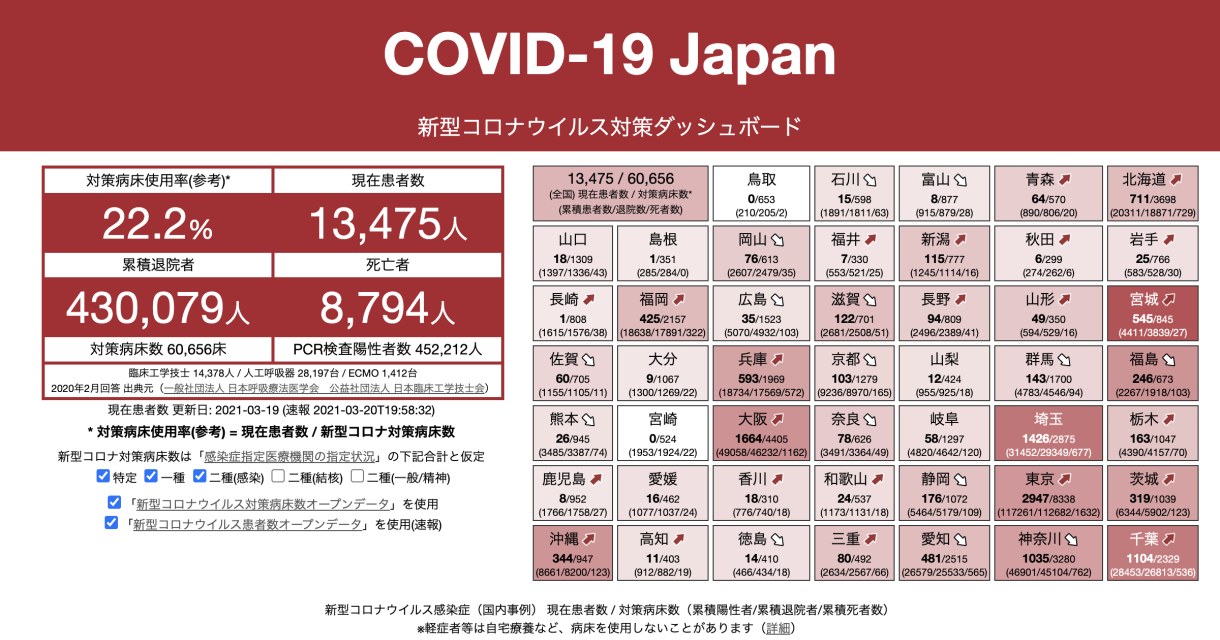 COVID-19 Japan
新型コロナウイルス対策ダッシュボード
対策病床使用率(参考)*
現在患者数
22.2%
13,475人
累積退院者
死亡者
430,079人
8,794人
対策病床数 60,656床
PCR検査陽性者数 452,212人
臨床工学技士 14,378人 / 人工呼吸器 28,197台 / ECMO 1,412台
2020年2月回答 出典元（一般社団法人 日本呼吸療法医学会　公益社団法人 日本臨床工学技士会）
現在患者数 更新日: 2021-03-19 (速報 2021-03-20T19:58:32)
* 対策病床使用率(参考) = 現在患者数 / 新型コロナ対策病床数
新型コロナ対策病床数は「感染症指定医療機関の指定状況」の下記合計と仮定
特定 一種 二種(感染) 二種(結核) 二種(一般/精神)
「新型コロナウイルス対策病床数オープンデータ」を使用
「新型コロナウイルス患者数オープンデータ」を使用(速報)
13,475 / 60,656
(全国) 現在患者数 / 対策病床数*
(累積患者数/退院数/死者数)
鳥取
0/653
(210/205/2)
石川
15/598
(1891/1811/63)
富山
8/877
(915/879/28)
青森
64/570
(890/806/20)
北海道
711/3698
(20311/18871/729)
山口
18/1309
(1397/1336/43)
島根
1/351
(285/284/0)
岡山
76/613
(2607/2479/35)
福井
7/330
(553/521/25)
新潟
115/777
(1245/1114/16)
秋田
6/299
(274/262/6)
岩手
25/766
(583/528/30)
長崎
1/808
(1615/1576/38)
福岡
425/2157
(18638/17891/322)
広島
35/1523
(5070/4932/103)
滋賀
122/701
(2681/2508/51)
長野
94/809
(2496/2389/41)
山形
49/350
(594/529/16)
宮城
545/845
(4411/3839/27)
佐賀
60/705
(1155/1105/11)
大分
9/1067
(1300/1269/22)
兵庫
593/1969
(18734/17569/572)
京都
103/1279
(9236/8970/165)
山梨
12/424
(955/925/18)
群馬
143/1700
(4783/4546/94)
福島
246/673
(2267/1918/103)
熊本
26/945
(3485/3387/74)
宮崎
0/524
(1953/1924/22)
大阪
1664/4405
(49058/46232/1162)
奈良
78/626
(3491/3364/49)
岐阜
58/1297
(4820/4642/120)
埼玉
1426/2875
(31452/29349/677)
栃木
163/1047
(4390/4157/70)
鹿児島
8/952
(1766/1758/27)
愛媛
16/462
(1077/1037/24)
香川
18/310
(776/740/18)
和歌山
24/537
(1173/1131/18)
静岡
176/1072
(5464/5179/109)
東京
2947/8338
(117261/112682/1632)
茨城
319/1039
(6344/5902/123)
沖縄
344/947
(8661/8200/123)
高知
11/403
(912/882/19)
徳島
14/410
(466/434/18)
三重
80/492
(2634/2567/66)
愛知
481/2515
(26579/25533/565)
神奈川
1035/3280
(46901/45104/762)
千葉
1104/2329
(28453/26813/536)
新型コロナウイルス感染症（国内事例） 現在患者数 / 対策病床数（累積陽性者/累積退院者/累積死者数）
※軽症者等は自宅療養など、病床を使用しないことがあります（詳細）